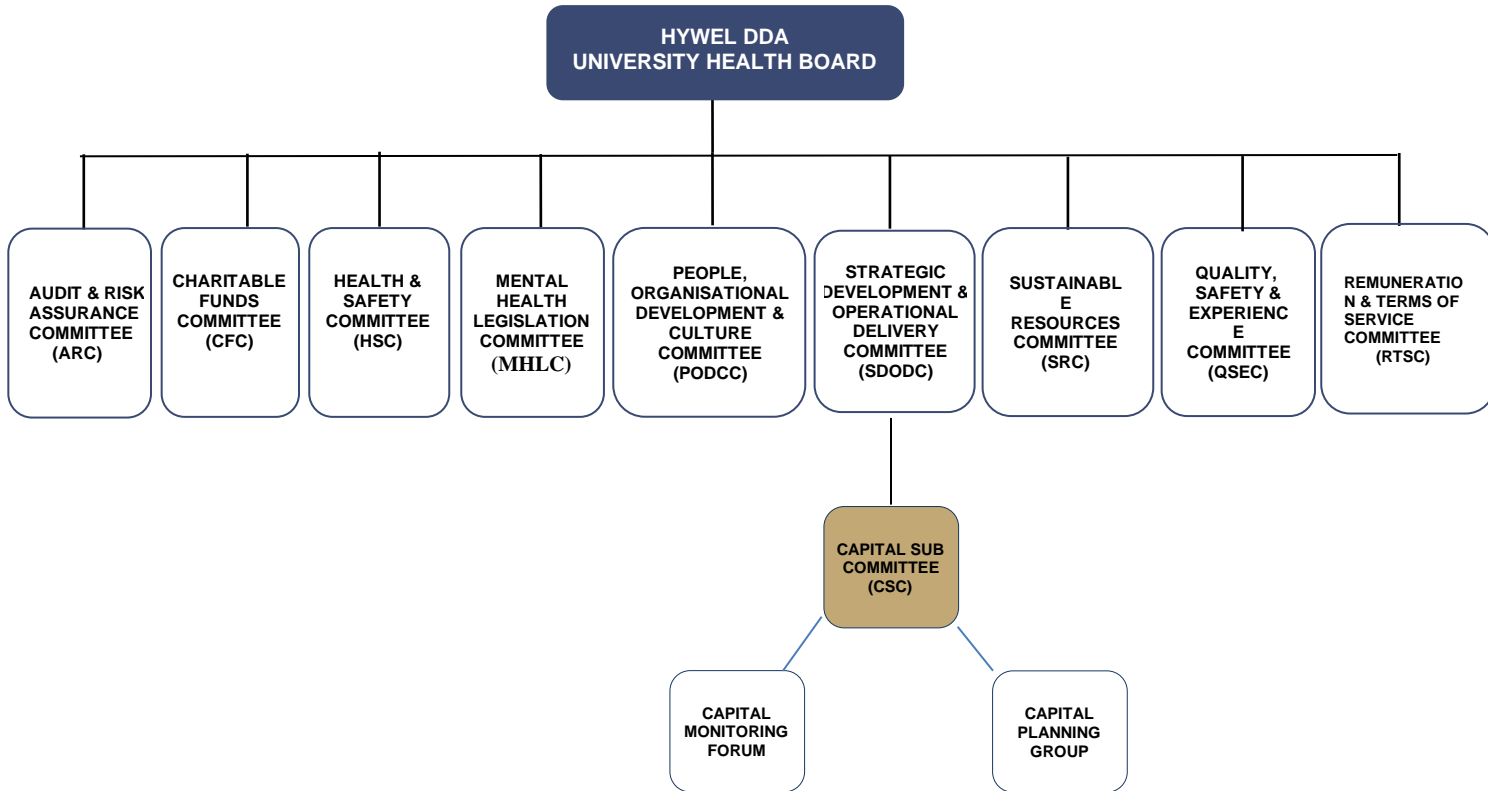 HYWEL DDA
UNIVERSITY HEALTH BOARD
AUDIT & RISK
ASSURANCE
COMMITTEE
(ARC)
CHARITABLE
FUNDS
COMMITTEE
(CFC)
HEALTH &
SAFETY
COMMITTEE
(HSC)
MENTAL
HEALTH
LEGISLATION
COMMITTEE
(MHLC)
PEOPLE,
ORGANISATIONAL
DEVELOPMENT &
CULTURE
COMMITTEE
(PODCC)
STRATEGIC
DEVELOPMENT &
OPERATIONAL
DELIVERY
COMMITTEE
(SDODC)
SUSTAINABL
E
RESOURCES
COMMITTEE
(SRC)
QUALITY,
SAFETY &
EXPERIENC
E
COMMITTEE
(QSEC)
REMUNERATIO
N & TERMS OF
SERVICE
COMMITTEE
(RTSC)
CAPITAL SUB
COMMITTEE
(CSC)
CAPITAL
MONITORING
FORUM
CAPITAL
PLANNING
GROUP